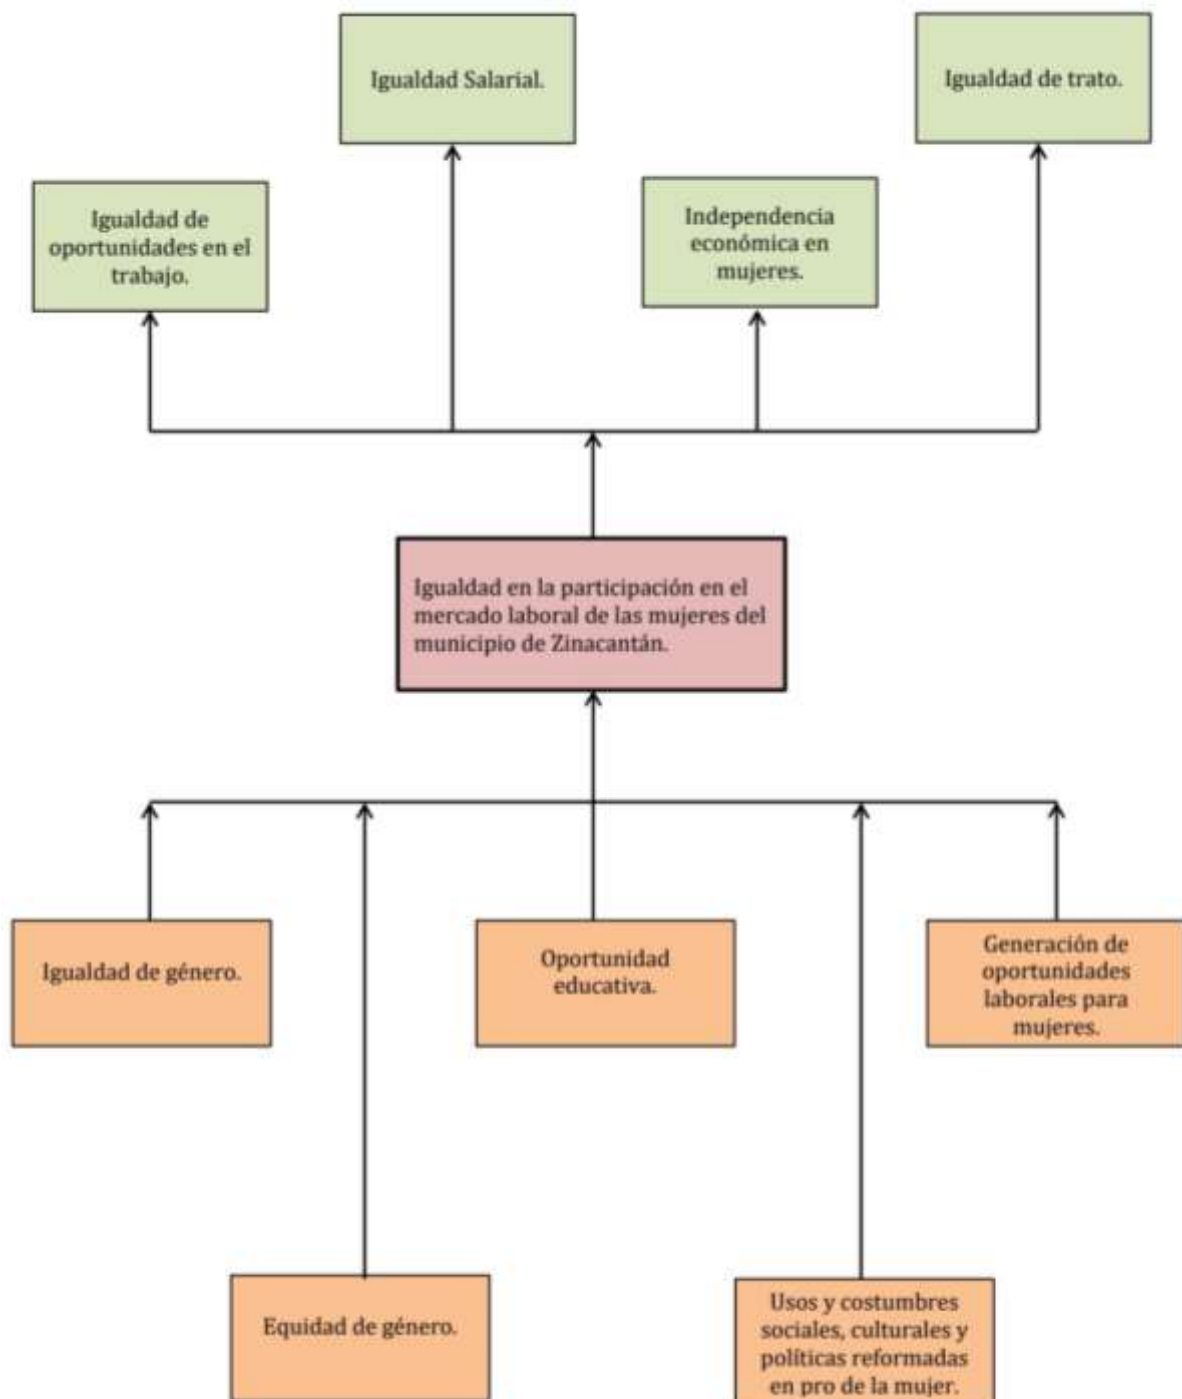 Igualdad Salarial.
Igualdad de trato.
Igualdad de
oportunidades en el
trabajo.
Independencia
económica en
mujeres.
Igualdad en la participación en el
mercado laboral de las mujeres del
municipio de Zinacantán.
Igualdad de género.
Oportunidad
educativa.
Generación de
oportunidades
laborales para
mujeres.
Equidad de género.
Usos y costumbres
sociales, culturales y
políticas reformadas
en pro de la mujer.